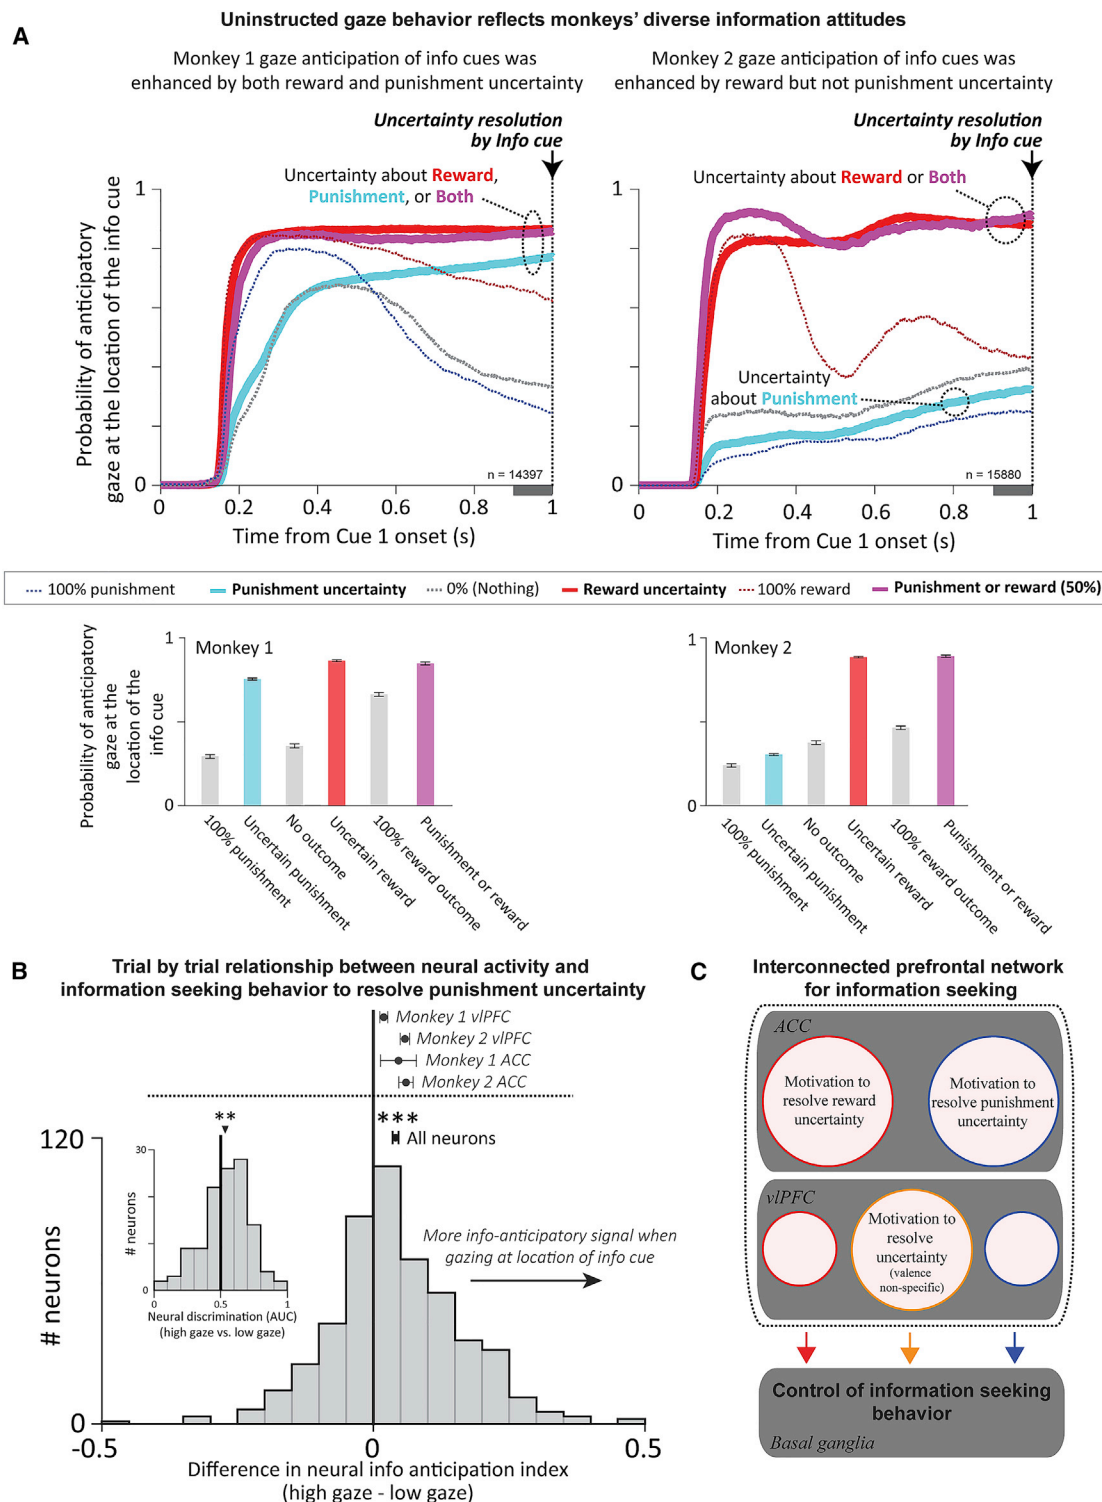 Uninstructed gaze behavior reflects monkeys' diverse information attitudes
A
Monkey 1 gaze anticipation of info cues was
enhanced by both reward and punishment uncertainty
Monkey 2 gaze anticipation of info cues was
enhanced by reward but not punishment uncertainty
Uncertainty resolution
by Info cue
Uncertainty about Reward,
Punishment, or Both
Probability of anticipatory
gaze at the location of the info cue
1
0
n = 14397
0
0.2
0.4
0.6
0.8
1
Time from Cue 1 onset (s)
Uncertainty resolution
by Info cue
Uncertainty about Reward or Both
Uncertainty
about Punishment
1
0
n = 15880
0
0.2
0.4
0.6
0.8
1
Time from Cue 1 onset (s)
100% punishment
Punishment uncertainty
0% (Nothing)
Reward uncertainty
100% reward
Punishment or reward (50%)
Probability of anticipatory
gaze at the
location of the
info cue
1
0
Monkey 1
100% punishment
Uncertain punishment
No outcome
Uncertain reward
100% reward outcome
Punishment or reward
1
0
Monkey 2
100% punishment
Uncertain punishment
No outcome
Uncertain reward
100% reward outcome
Punishment or reward
B
Trial by trial relationship between neural activity and
information seeking behavior to resolve punishment uncertainty
Monkey 1 vlPFC
Monkey 2 vlPFC
Monkey 1 ACC
Monkey 2 ACC
***
All neurons
120
0
# neurons
**
30
0
# neurons
0
0.5
1
Neural discrimination (AUC)
(high gaze vs. low gaze)
More info-anticipatory signal when
gazing at location of info cue
-0.5
0
0.5
Difference in neural info anticipation index
(high gaze - low gaze)
C
Interconnected prefrontal network
for information seeking
ACC
Motivation to
resolve reward
uncertainty
Motivation to
resolve punishment
uncertainty
vlPFC
Motivation to
resolve
uncertainty
(valence
non-specific)
Control of information seeking
behavior
Basal ganglia